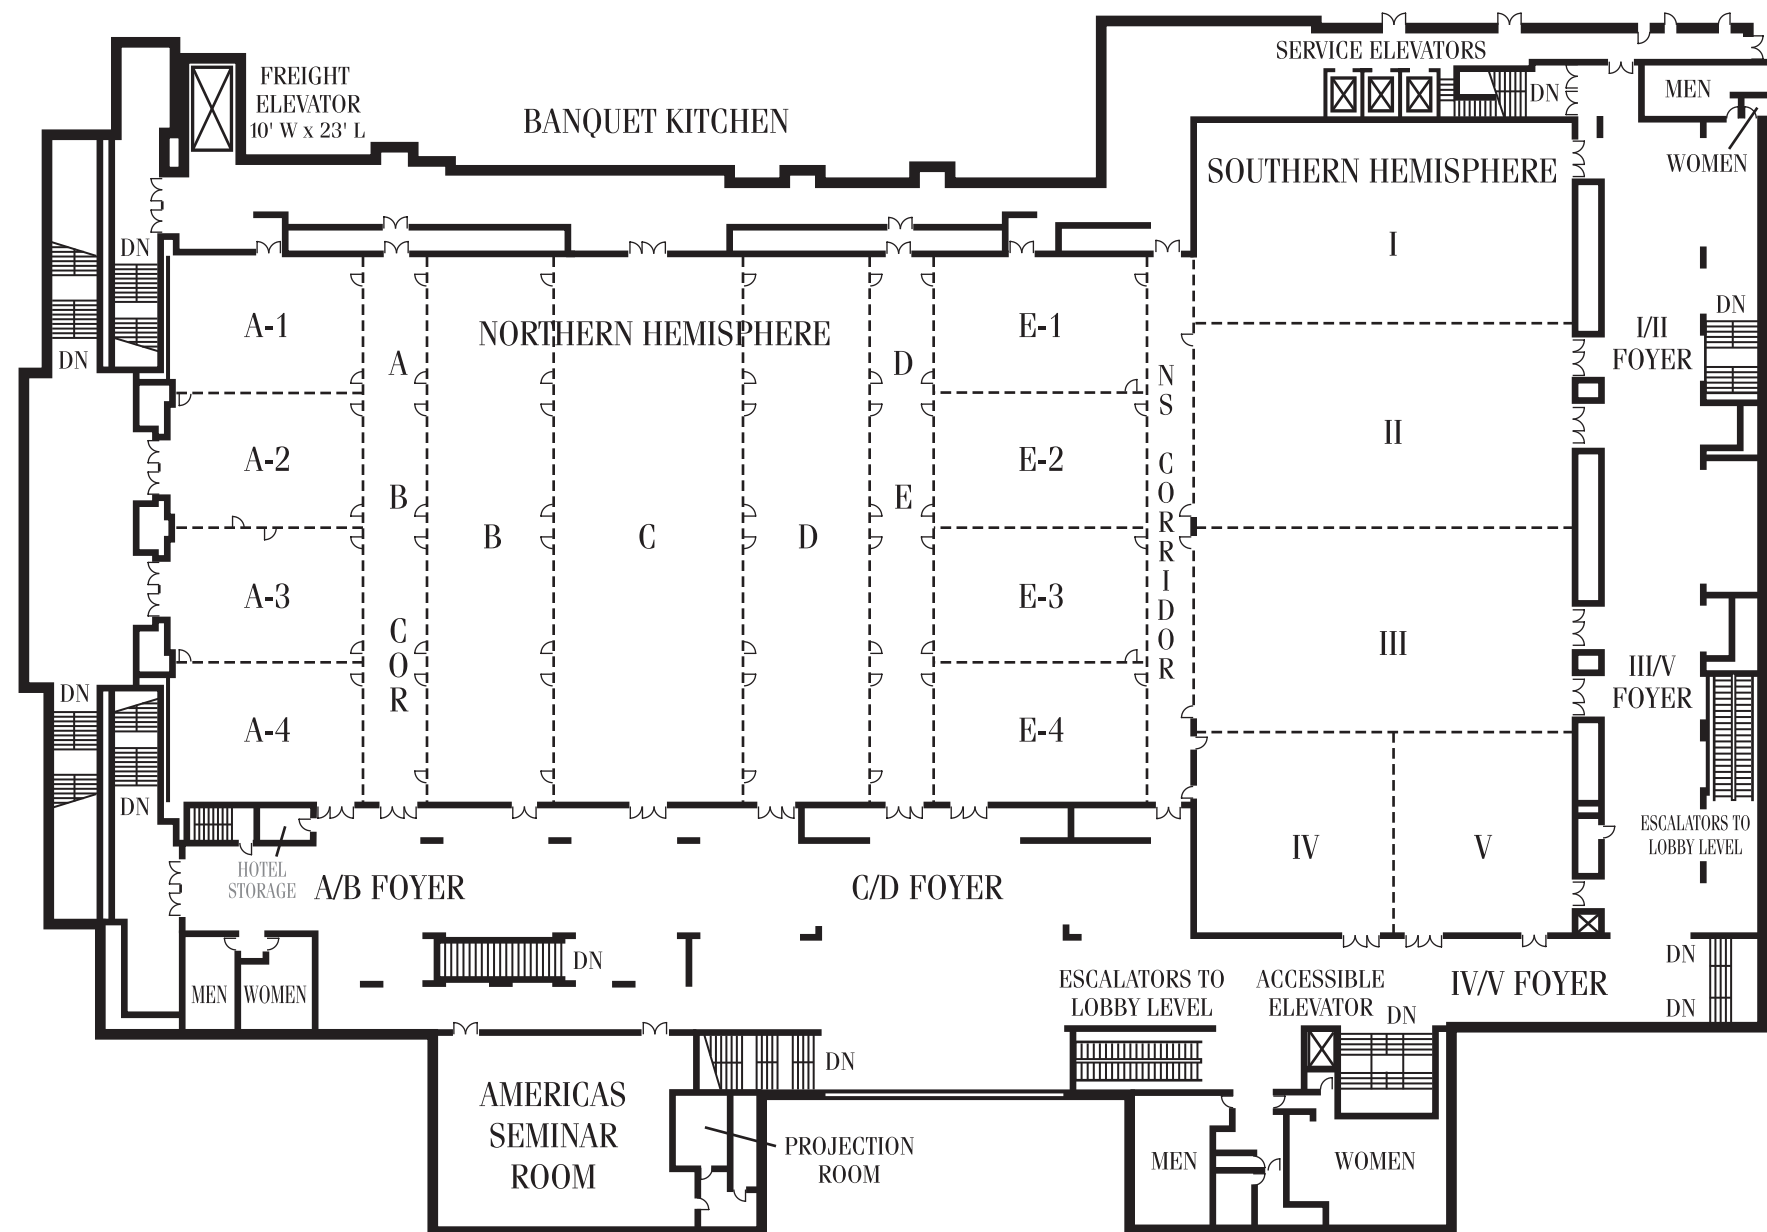 SERVICE ELEVATORS
FREIGHT
ELEVATOR
10' W x 23' L
BANQUET KITCHEN
DN
MEN
WOMEN
SOUTHERN HEMISPHERE
DN
I
DN
A-1
NORTHERN HEMISPHERE
E-1
I/II
FOYER
DN
A
D
N
S
A-2
B
E-2
E
II
C
O
R
R
I
D
O
R
B
C
D
A-3
E-3
C
O
R
III
III/V
FOYER
DN
A-4
E-4
DN
ESCALATORS TO
LOBBY LEVEL
IV
V
HOTEL
STORAGE
A/B FOYER
C/D FOYER
DN
DN
MEN
WOMEN
ESCALATORS TO
LOBBY LEVEL
ACCESSIBLE
ELEVATOR
IV/V FOYER
DN
DN
DN
AMERICAS
SEMINAR
ROOM
PROJECTION
ROOM
MEN
WOMEN